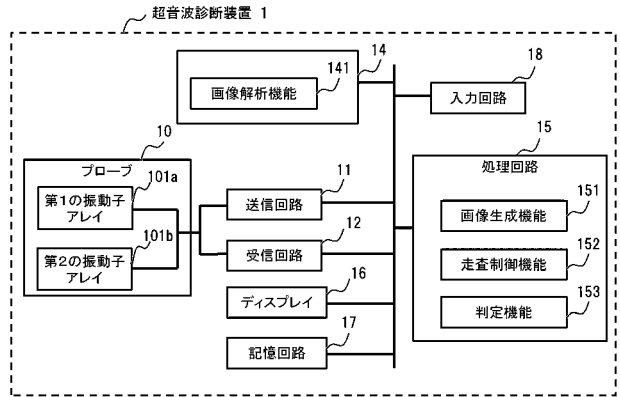 超音波診断装置 1
14
141
画像解析機能
18
入力回路
10
プローブ
101a
第1の振動子
アレイ
101b
第2の振動子
アレイ
11
送信回路
12
受信回路
16
ディスプレイ
17
記憶回路
15
処理回路
151
画像生成機能
152
走査制御機能
153
判定機能